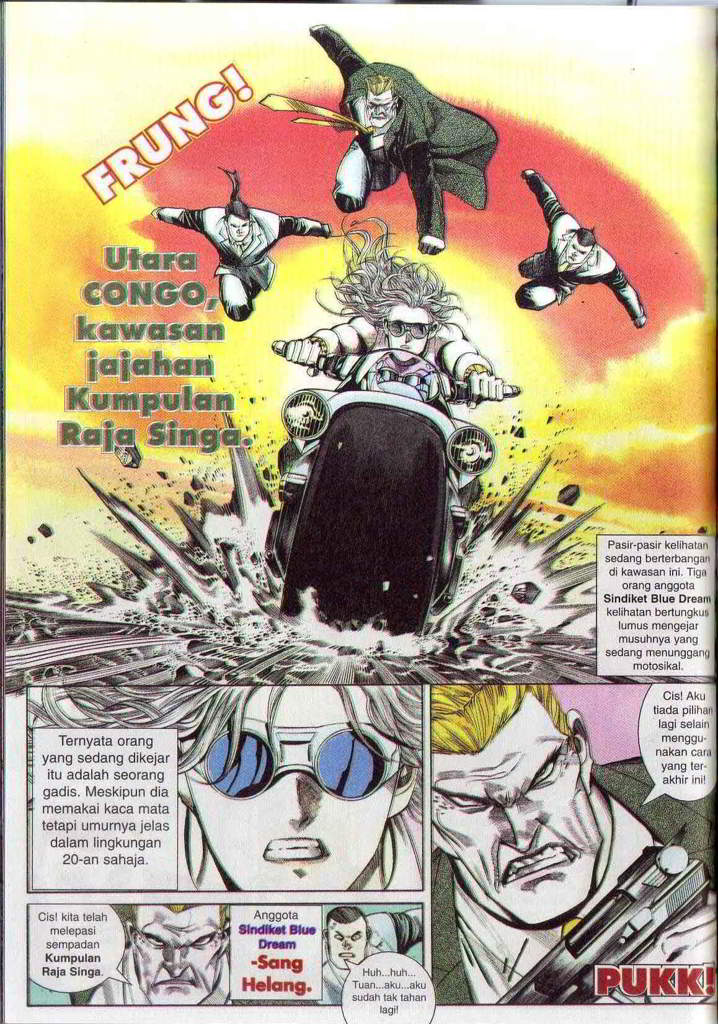 FRUNG!
Utara
CONGO,
kawasan
jajahan
Kumpulan
Raja Singa.
Pasir-pasir kelihatan
sedang berterbangan
di kawasan ini. Tiga
orang anggota
Sindiket Blue Dream
kelihatan bertungkus
lumus mengejar
musuhnya yang
sedang menunggang
motosikal.
Ternyata orang
yang sedang dikejar
itu adalah seorang
gadis. Meskipun dia
memakai kaca mata
tetapi umurnya jelas
dalam lingkungan
20-an sahaja.
Cis! Aku
tiada pilihan
lagi selain
menggu-
nakan cara
yang ter-
akhir ini!
Cis! kita telah
melepasi
sempadan
Kumpulan
Raja Singa.
Anggota
Sindiket Blue
Dream
-Sang
Helang.
Huh...huh...
Tuan...aku...aku
sudah tak tahan
lagi!
PUKK!